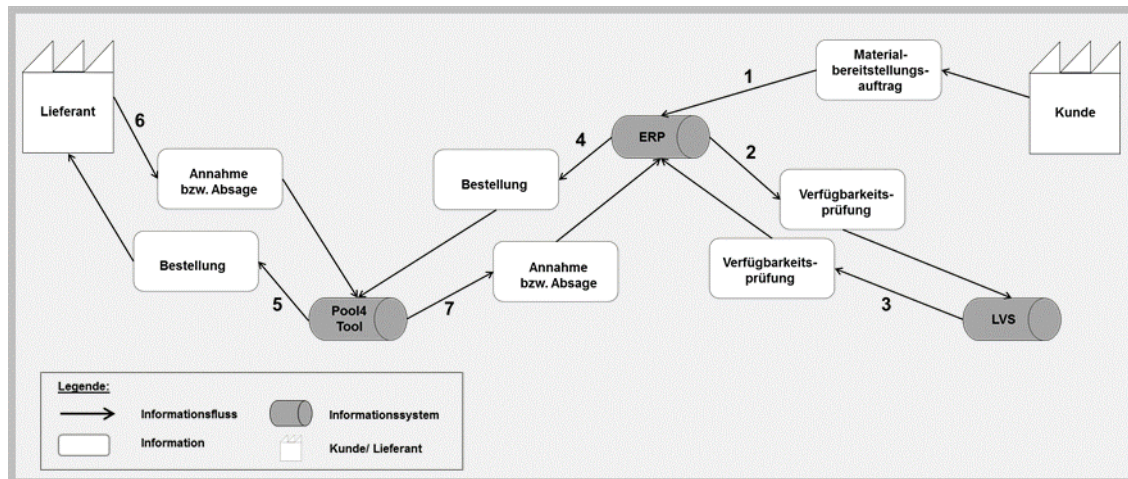 Material-
bereitstellungs-
auftrag
1
Lieferant
Kunde
6
ERP
4
2
Annahme
bzw. Absage
Bestellung
Verfügbarkeits-
prüfung
Bestellung
Annahme
bzw. Absage
Verfügbarkeits-
prüfung
5
Pool4
Tool
7
3
LVS
Legende:
Informationsfluss
Informationssystem
Information
Kunde/ Lieferant